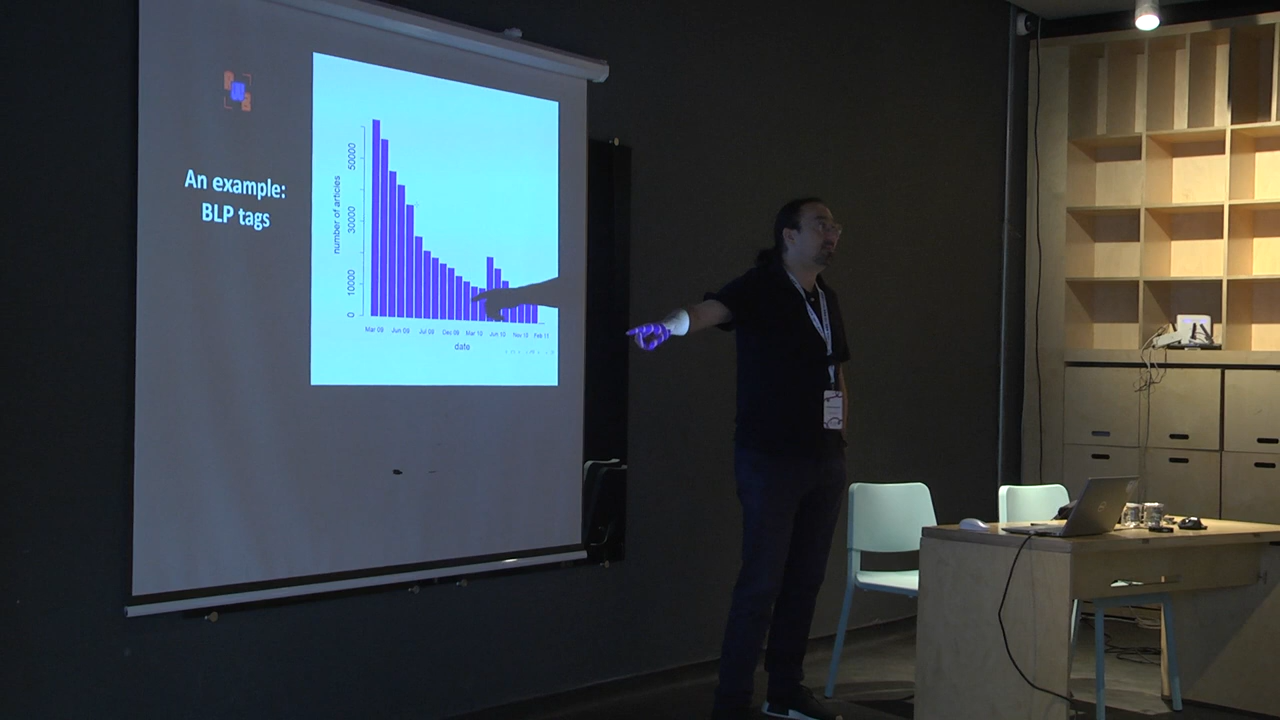 An example:
BLP tags
number of articles
50000
30000
10000
0
Mar 09 Jun 09 Jul 09 Dec 09 Mar 10 Jun 10 Nov 10 Feb 11
date